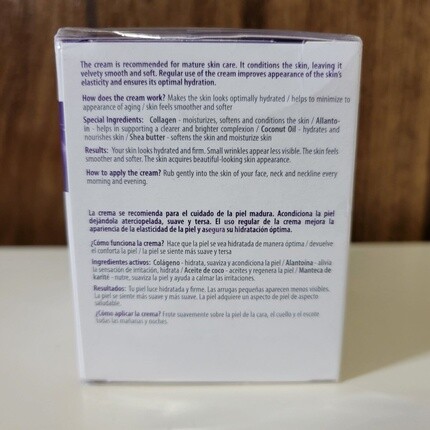 The cream is recommended for mature skin care. It conditions the skin, leaving it
velvety smooth and soft. Regular use of the cream improves appearance of the skin's
elasticity and ensures its optimal hydration.
How does the cream work? Makes the skin looks optimally hydrated / helps to minimize to
appearance of aging / skin feels smoother and softer
Special Ingredients: Collagen - moisturizes, softens and conditions the skin / Allanto-
in - helps in supporting a clearer and brighter complexion / Coconut Oil - hydrates and
nourishes skin / Shea butter - softens the skin and moisturize skin
Results: Your skin looks hydrated and firm. Small wrinkles appear less visible. The skin feels
smoother and softer. The skin acquires beautiful-looking skin appearance.
How to apply the cream? Rub gently into the skin of your face, neck and neckline every
morning and evening.
La crema se recomienda para el cuidado de la piel madura. Acondiciona la piel
dejándola aterciopelada, suave y tersa. El uso regular de la crema mejora la
apariencia de la elasticidad de la piel y asegura su hidratación óptima.
¿Cómo funciona la crema? Hace que la piel se vea hidratada de manera óptima / devuelve
el conforta la piel / la piel se siente más suave y tersa
Ingredientes activos: Colágeno - hidrata, suaviza y acondiciona la piel / Alantoína - alivia
la sensación de irritación, hidrata / Aceite de coco - aceites y regenera la piel / Manteca de
karité - nutre, suaviza la piel y ayuda a calmar las irritaciones.
Resultados: Tu piel luce hidratada y firme. Las arrugas pequeñas aparecen menos visibles.
La piel se siente más suave y más suave. La piel adquiere un aspecto de aspecto
saludable.
¿Cómo aplicar la crema? Frote suavemente sobre la piel de la cara, el cuello y el escote
todas las mañanas y noches.